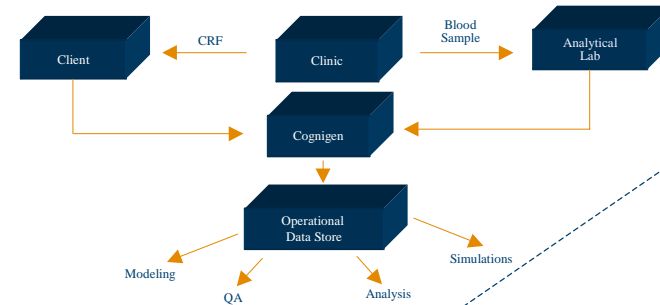 CRF
Blood
Sample
Client
Clinic
Analytical
Lab
Cognigen
Operational
Data Store
Modeling
QA
Analysis
Simulations